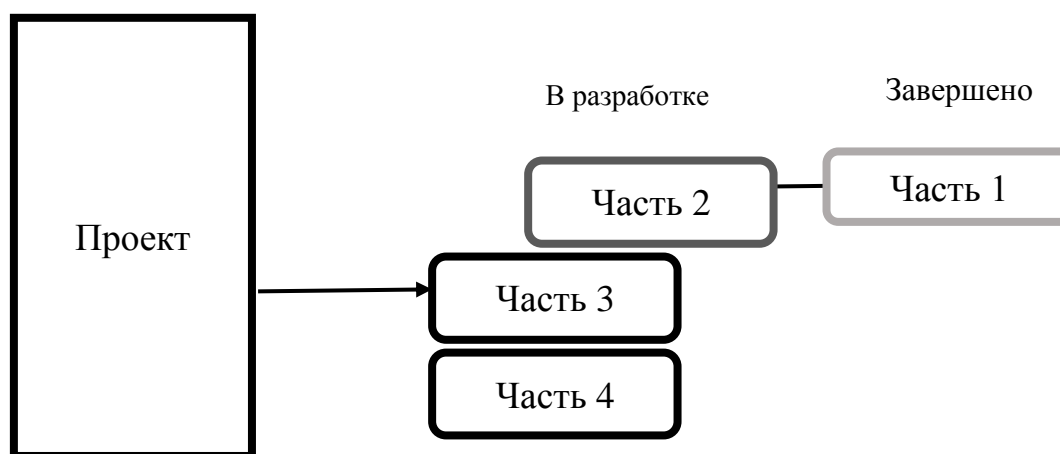 В разработке
Завершено
Часть 2
Часть 1
Проект
Часть 3
Часть 4